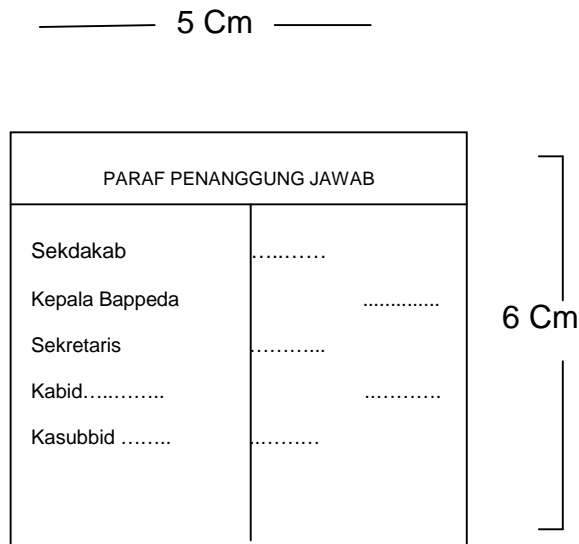 5 Cm
PARAF PENANGGUNG JAWAB
Sekdakab …..……
Kepala Bappeda .............
Sekretaris ………...
Kabid…..…….. ..……….
Kasubbid …….. ..………
6 Cm